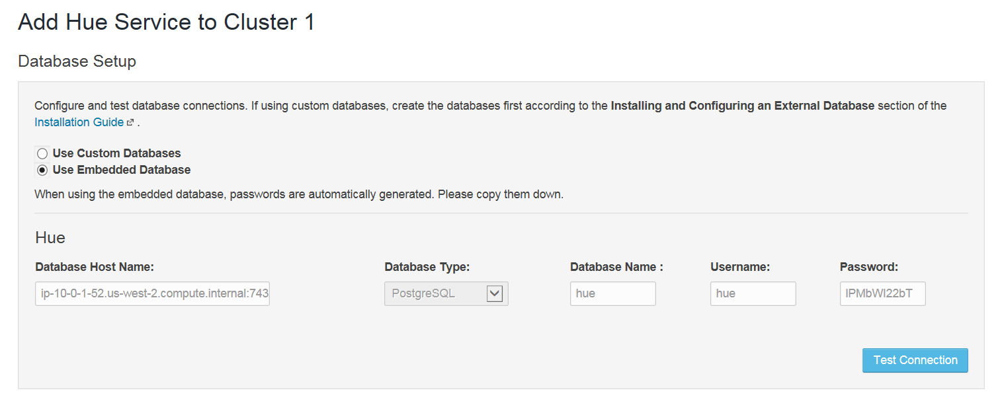 Add Hue Service to Cluster 1
Database Setup
Configure and test database connections. If using custom databases, create the databases first according to the Installing and Configuring an External Database section of the
Installation Guide .
Use Custom Databases
Use Embedded Database
When using the embedded database, passwords are automatically generated. Please copy them down.
Hue
Database Host Name: Database Type: Database Name : Username: Password:
ip-10-0-1-52.us-west-2.compute.internal:743 PostgreSQL hue hue IPMbWI22bT
Test Connection